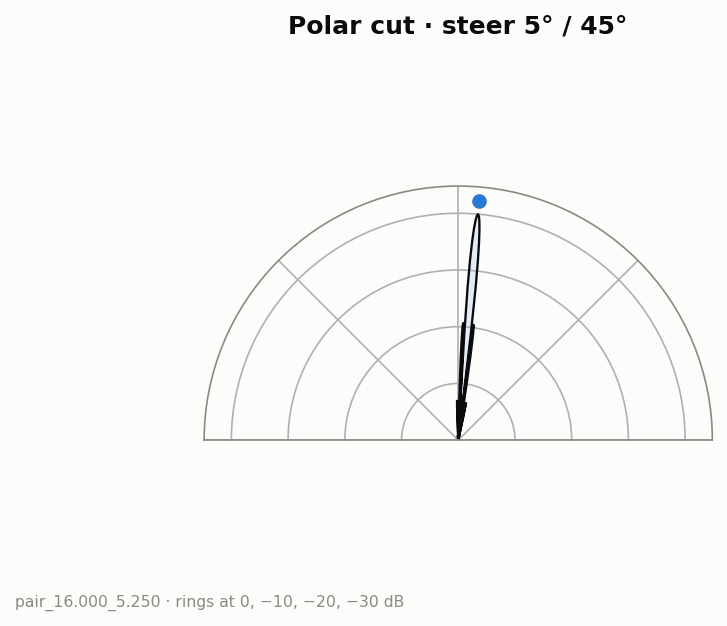 Polar cut · steer 5° / 45°
pair_16.000_5.250 · rings at 0, −10, −20, −30 dB